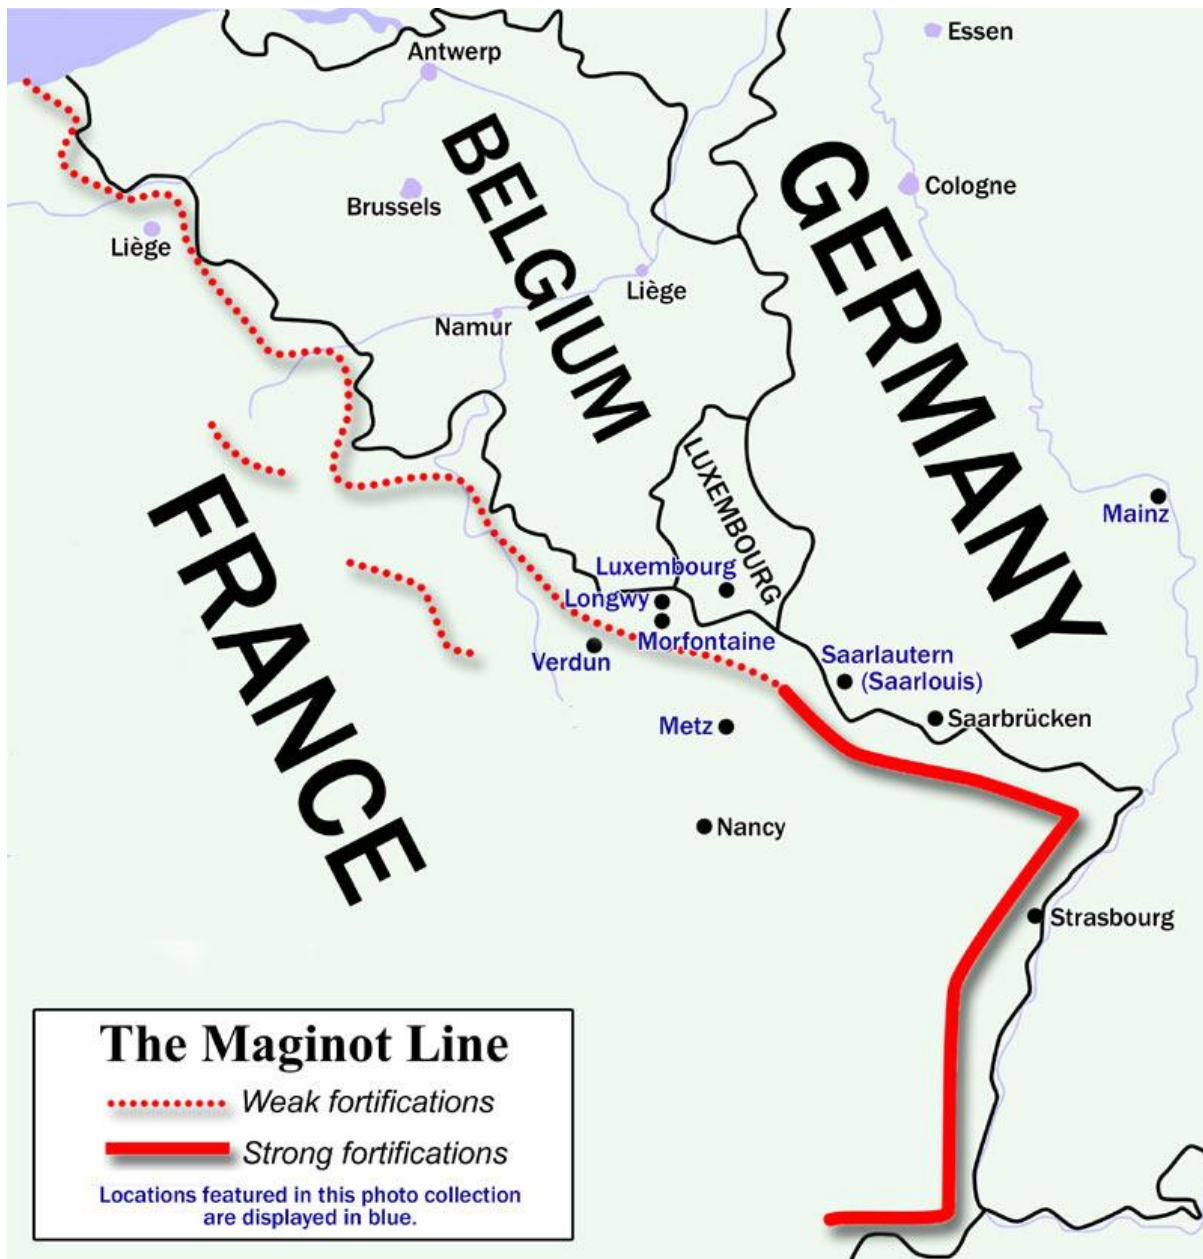 Essen
Antwerp
BELGIUM
GERMANY
Cologne
Brussels
Liège
Liège
Namur
FRANCE
LUXEMBOURG
Mainz
Luxembourg
Longwy
Morfontaine
Verdun
Saarlautern
(Saarlouis)
Metz
Saarbrücken
Nancy
Strasbourg
The Maginot Line
Weak fortifications
Strong fortifications
Locations featured in this photo collection
are displayed in blue.